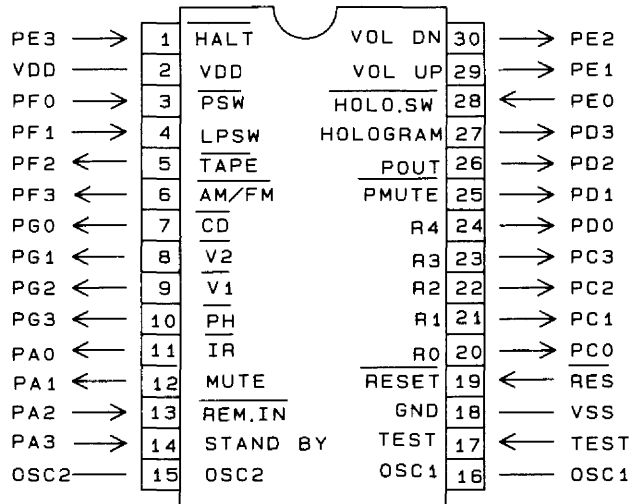 PE3 1 HALT VOL DN 30 PE2
VDD 2 VDD VOL UP 29 PE1
PF0 3 PSW HOLO.SW 28 PE0
PF1 4 LPSW HOLOGRAM 27 PD3
PF2 5 TAPE POUT 26 PD2
PF3 6 AM/FM PMUTE 25 PD1
PG0 7 CD R4 24 PD0
PG1 8 V2 R3 23 PC3
PG2 9 V1 R2 22 PC2
PG3 10 PH R1 21 PC1
PA0 11 IR R0 20 PC0
PA1 12 MUTE RESET 19 RES
PA2 13 REM.IN GND 18 VSS
PA3 14 STAND BY TEST 17 TEST
OSC2 15 OSC2 OSC1 16 OSC1